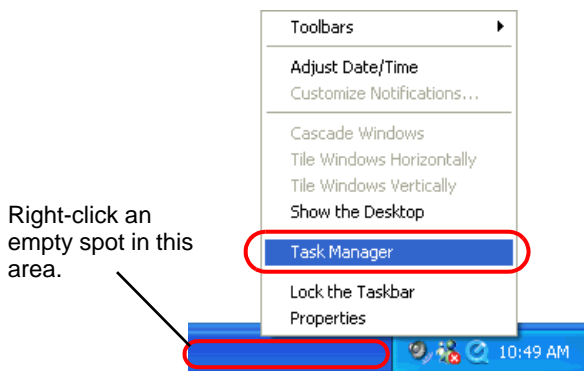 Toolbars
Adjust Date/Time
Customize Notifications...
Cascade Windows
Tile Windows Horizontally
Tile Windows Vertically
Show the Desktop
Task Manager
Lock the Taskbar
Properties
Right-click an
empty spot in this
area.
10:49 AM